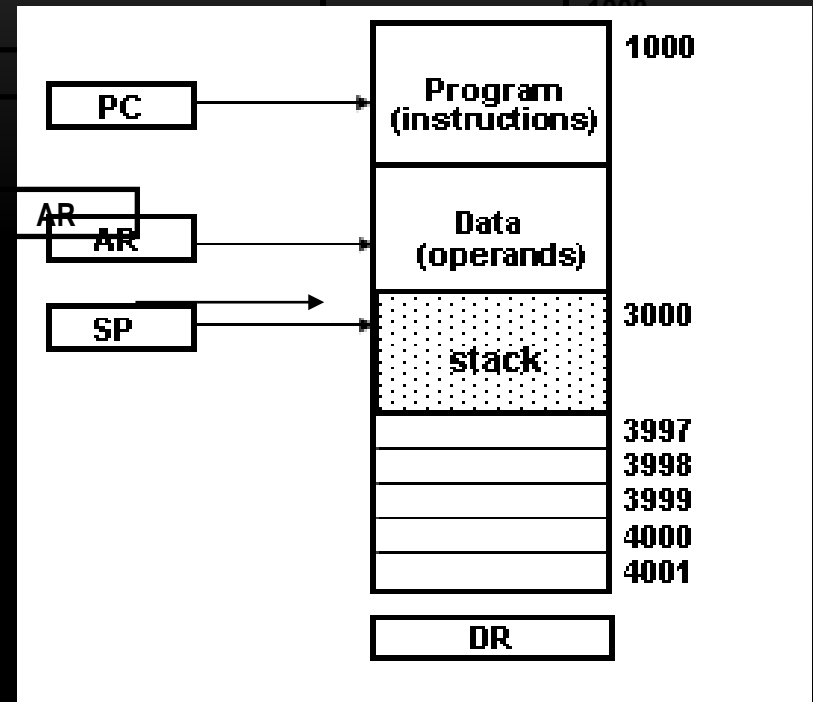 1000
PC
Program
(instructions)
AR
AR
Data
(operands)
SP
3000
stack
3997
3998
3999
4000
4001
DR